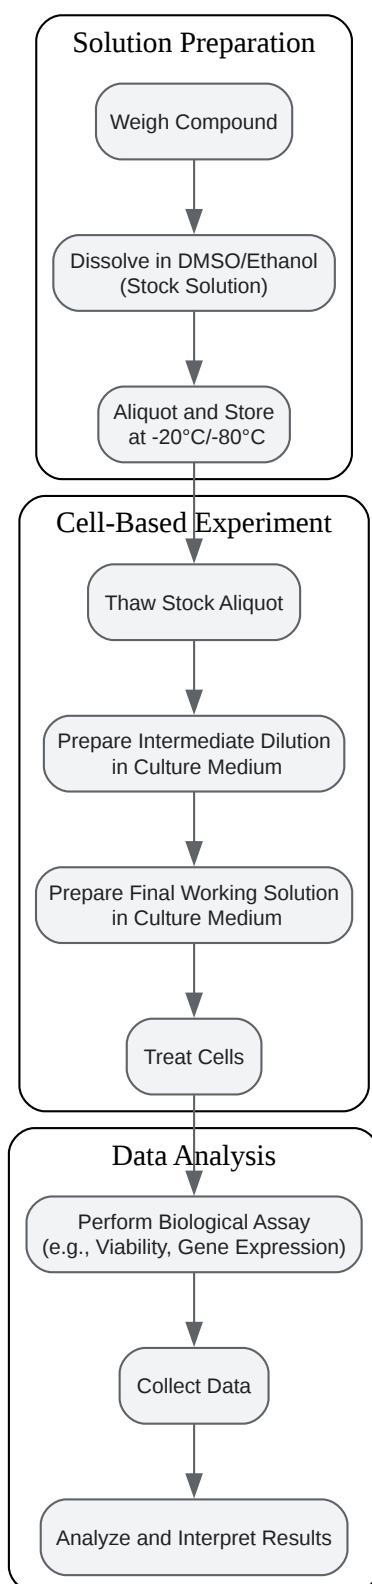 Solution Preparation
Weigh Compound
Dissolve in DMSO/Ethanol
(Stock Solution)
Aliquot and Store
at -20°C/-80°C
Cell-Based Experiment
Thaw Stock Aliquot
Prepare Intermediate Dilution
in Culture Medium
Prepare Final Working Solution
in Culture Medium
Treat Cells
Data Analysis
Perform Biological Assay
(e.g., Viability, Gene Expression)
Collect Data
Analyze and Interpret Results